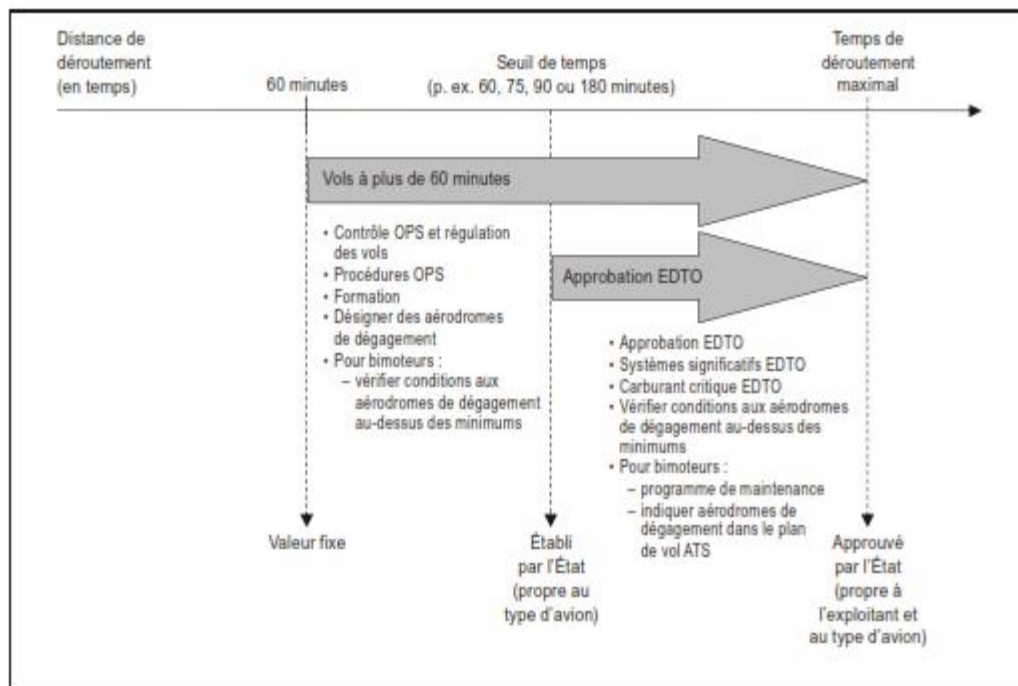 Distance de
déroutement
(en temps)
60 minutes
Seuil de temps
(p. ex. 60, 75, 90 ou 180 minutes)
Temps de
déroutement
maximal
Vols à plus de 60 minutes
• Contrôle OPS et régulation
des vols
• Procédures OPS
• Formation
• Désigner des aérodromes
de dégagement
• Pour bimoteurs :
– vérifier conditions aux
aérodromes de dégagement
au-dessus des minimums
Approbation EDTO
• Approbation EDTO
• Systèmes significatifs EDTO
• Carburant critique EDTO
• Vérifier conditions aux aérodromes
de dégagement au-dessus des
minimums
• Pour bimoteurs :
– programme de maintenance
– indiquer aérodromes de
dégagement dans le plan
de vol ATS
Valeur fixe
Établi
par l'État
(propre au
type d'avion)
Approuvé
par l'État
(propre à
l'exploitant et
au type d'avion)